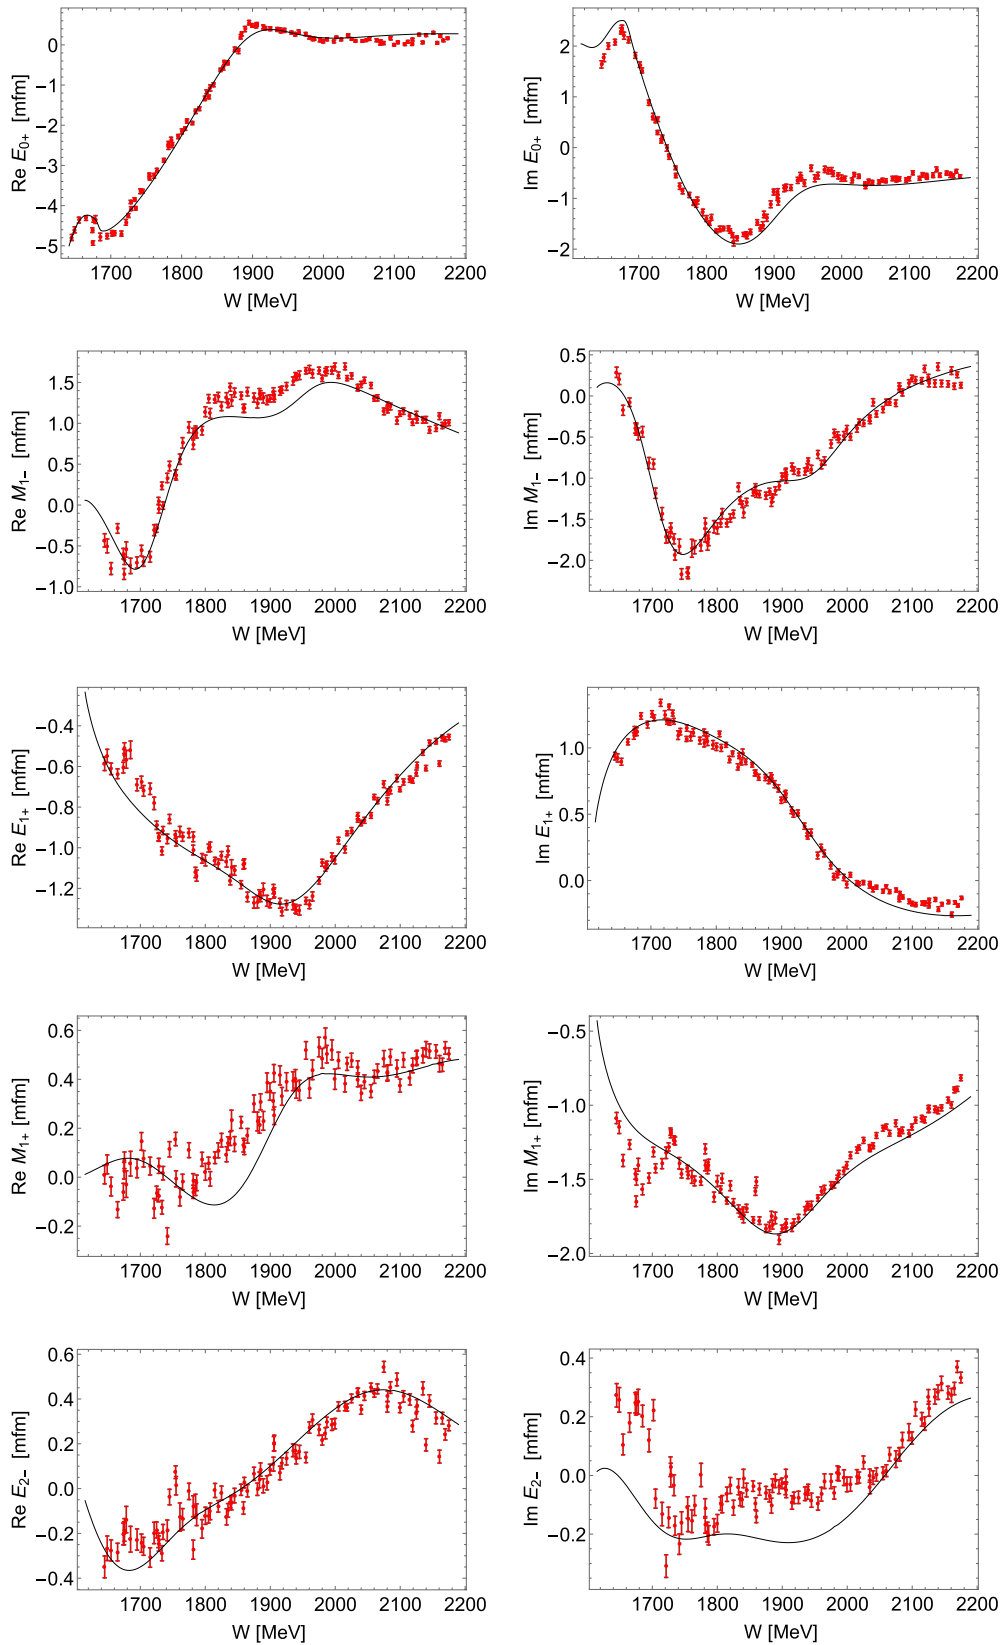 0
−1
−2
−3
−4
−5
Re E0+ [mfm]
1700 1800 1900 2000 2100 2200
W [MeV]
2
1
0
−1
−2
Im E0+ [mfm]
1700 1800 1900 2000 2100 2200
W [MeV]
1.5
1.0
0.5
0.0
−0.5
−1.0
Re M1− [mfm]
1700 1800 1900 2000 2100 2200
W [MeV]
0.5
0.0
−0.5
−1.0
−1.5
−2.0
Im M1− [mfm]
1700 1800 1900 2000 2100 2200
W [MeV]
−0.4
−0.6
−0.8
−1.0
−1.2
Re E1+ [mfm]
1700 1800 1900 2000 2100 2200
W [MeV]
1.0
0.5
0.0
Im E1+ [mfm]
1700 1800 1900 2000 2100 2200
W [MeV]
0.6
0.4
0.2
0.0
−0.2
Re M1+ [mfm]
1700 1800 1900 2000 2100 2200
W [MeV]
−0.5
−1.0
−1.5
−2.0
Im M1+ [mfm]
1700 1800 1900 2000 2100 2200
W [MeV]
0.6
0.4
0.2
0.0
−0.2
−0.4
Re E2− [mfm]
1700 1800 1900 2000 2100 2200
W [MeV]
0.4
0.2
0.0
−0.2
Im E2− [mfm]
1700 1800 1900 2000 2100 2200
W [MeV]